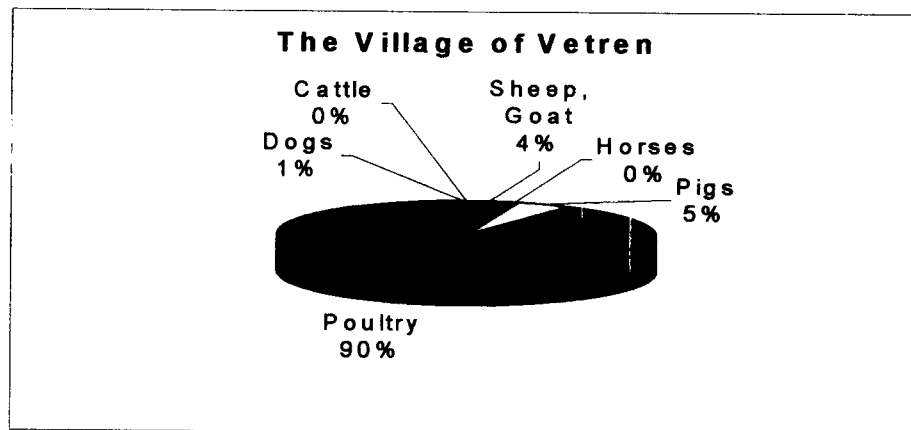 The Village of Vetren
Cattle
0%
Sheep,
Goat
4%
Dogs
1%
Horses
0%
Pigs
5%
Poultry
90%